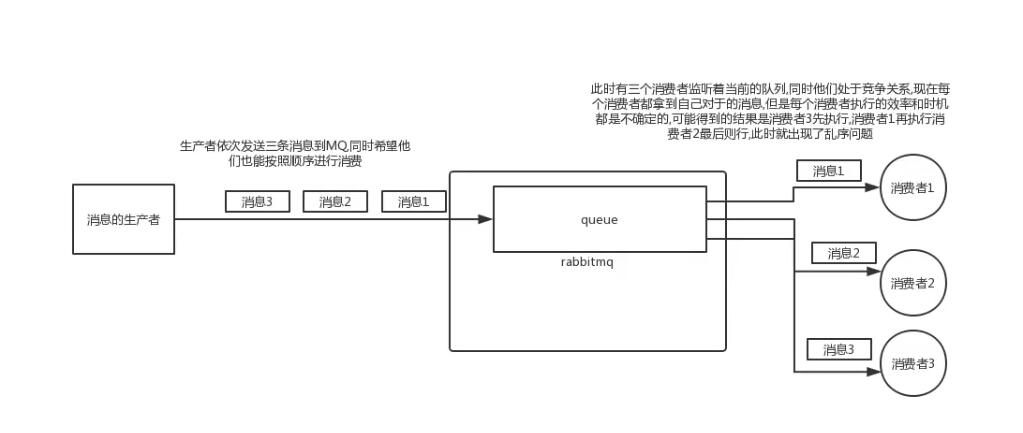 此时有三个消费者监听着当前的队列,同时他们处于竞争关系,现在每
个消费者都拿到自己对于的消息,但是每个消费者执行的效率和时机
都是不确定的,可能得到的结果是消费者3先执行,消费者1再执行消
费者2最后则行,此时就出现了乱序问题
生产者依次发送三条消息到MQ,同时希望他
们也能按照顺序进行消费
消息的生产者
消息3
消息2
消息1
queue
rabbitmq
消息1
消费者1
消息2
消费者2
消息3
消费者3